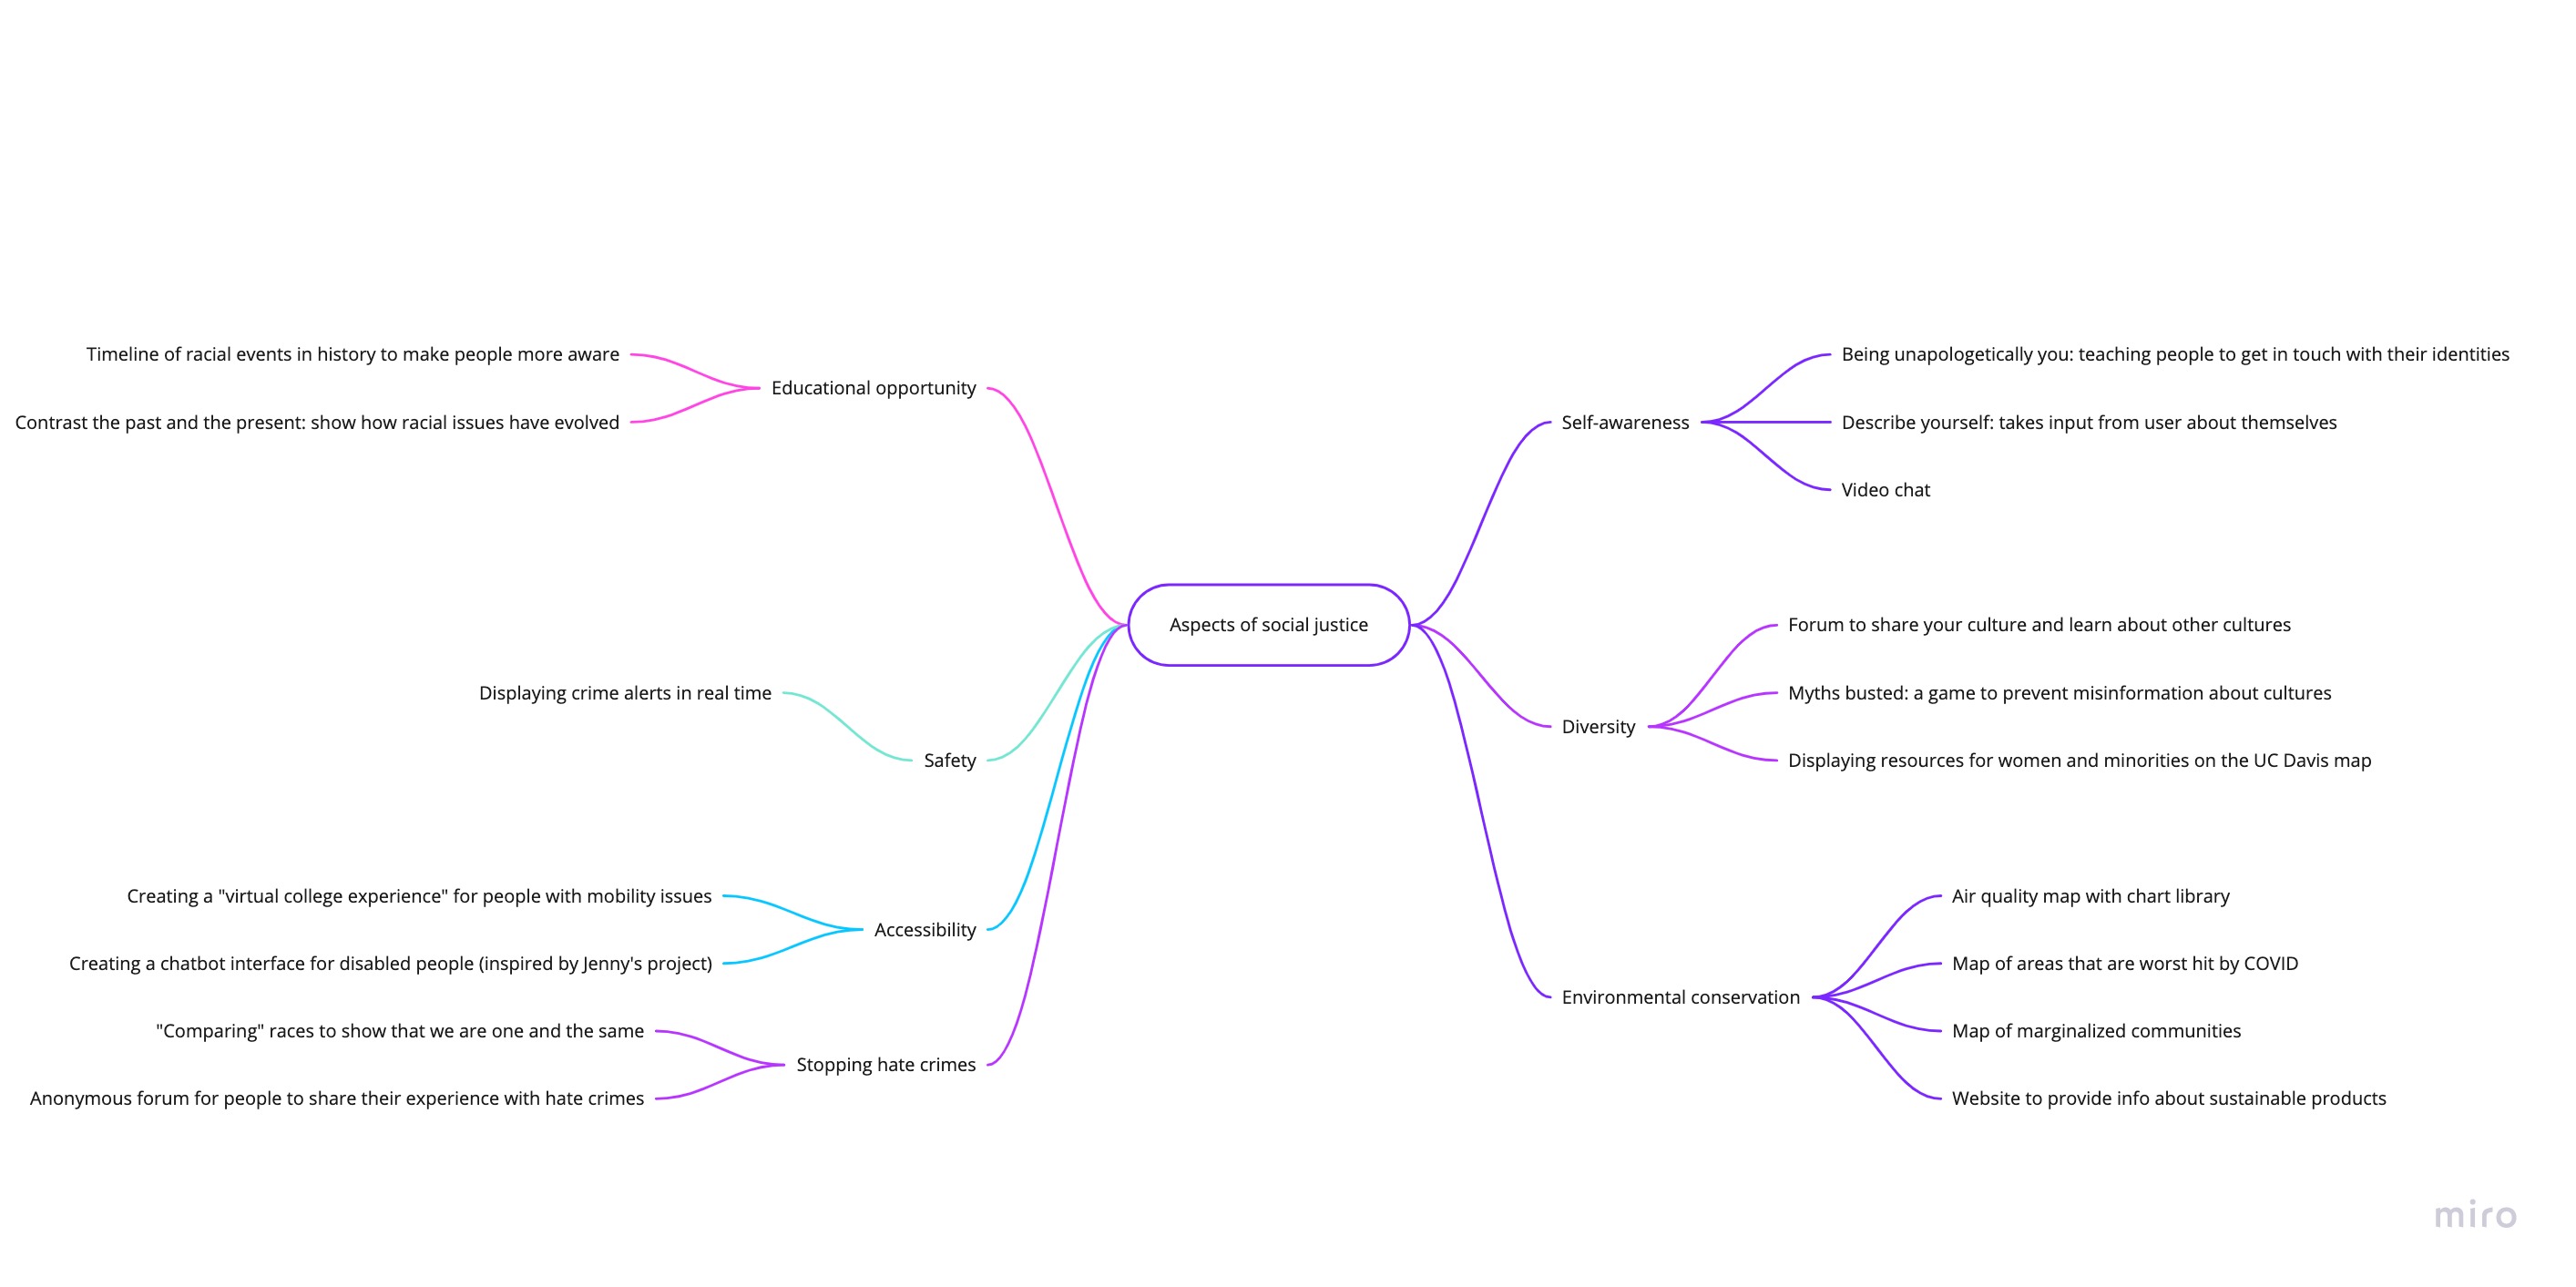 Timeline of racial events in history to make people more aware
Educational opportunity
Contrast the past and the present: show how racial issues have evolved
Displaying crime alerts in real time
Safety
Creating a "virtual college experience" for people with mobility issues
Accessibility
Creating a chatbot interface for disabled people (inspired by Jenny's project)
"Comparing" races to show that we are one and the same
Stopping hate crimes
Anonymous forum for people to share their experience with hate crimes
Aspects of social justice
Being unapologetically you: teaching people to get in touch with their identities
Self-awareness
Describe yourself: takes input from user about themselves
Video chat
Forum to share your culture and learn about other cultures
Myths busted: a game to prevent misinformation about cultures
Diversity
Displaying resources for women and minorities on the UC Davis map
Air quality map with chart library
Map of areas that are worst hit by COVID
Environmental conservation
Map of marginalized communities
Website to provide info about sustainable products
miro